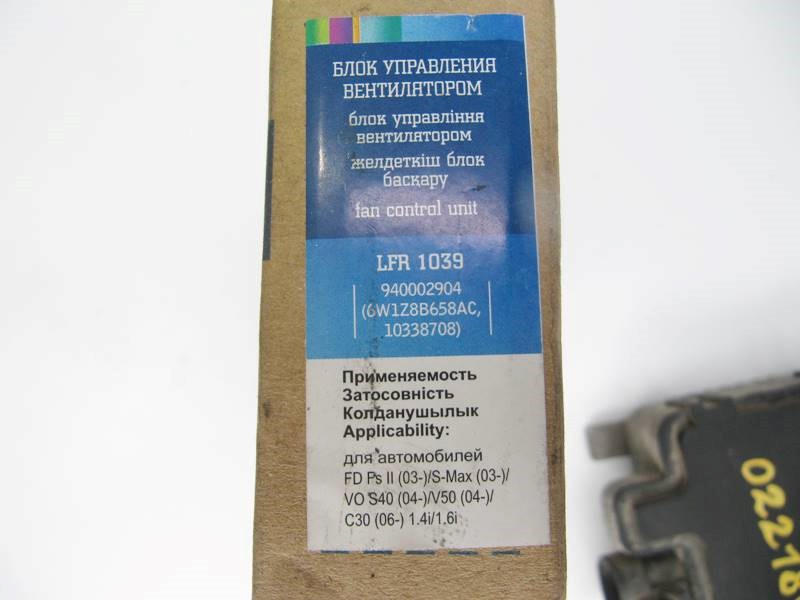 БЛОК УПРАВЛЕНИЯ
ВЕНТИЛЯТОРОМ
блок управління
вентилятором
желдеткіш блок
басқару
fan control unit
LFR 1039
940002904
(6W1Z8B658AC,
10338708)
Применяемость
Затосовність
Колданушылык
Applicability:
для автомобилей
FD Fs II (03-)/S-Max (03-)/
VO S40 (04-)/V50 (04-)/
C30 (06-) 1.4i/1.6i